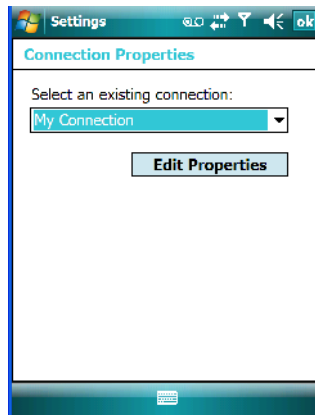 Settings
ok
Connection Properties
Select an existing connection:
My Connection
Edit Properties